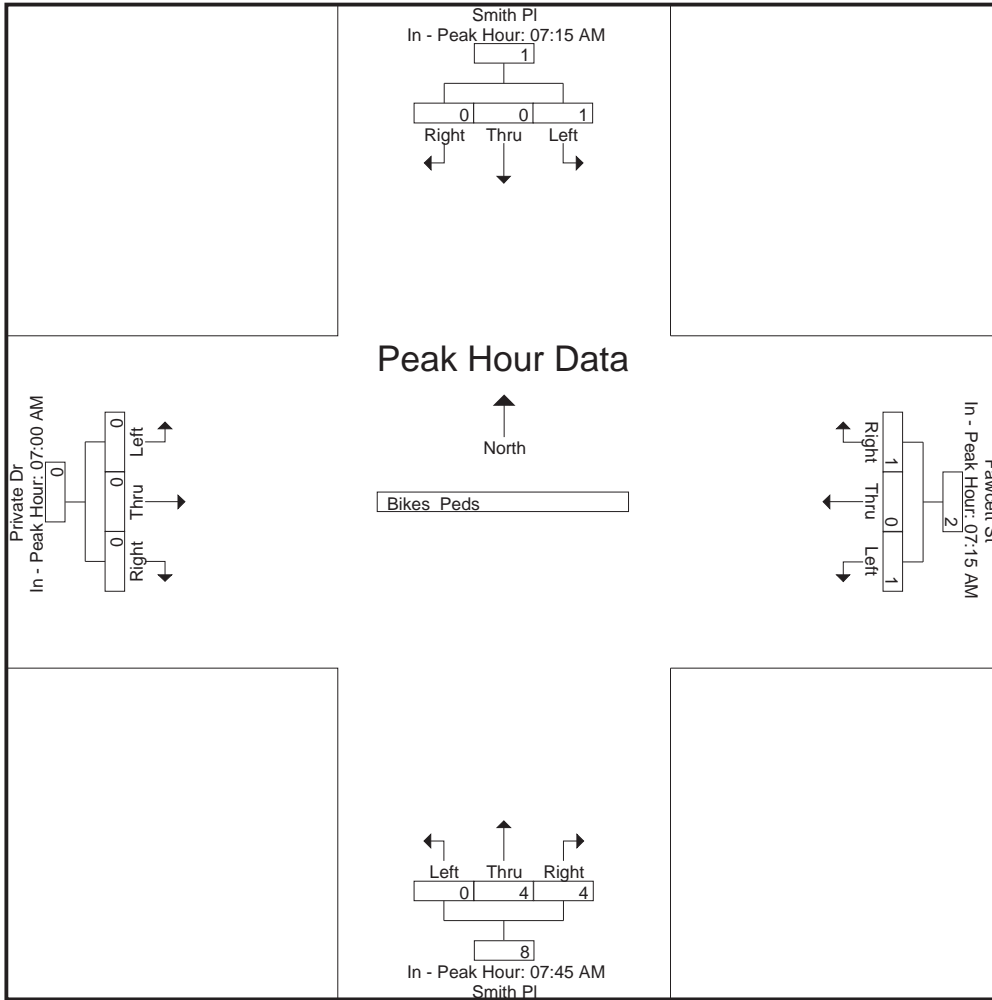 Smith Pl
In - Peak Hour: 07:15 AM
1
0 0 1
Right Thru Left
Peak Hour Data
North
Bikes Peds
Private Dr
In - Peak Hour: 07:00 AM
0
0 0 0
Left Thru Right
Fawcett St
In - Peak Hour: 07:15 AM
2
1 0 1
Right Thru Left
Left Thru Right
0 4 4
8
In - Peak Hour: 07:45 AM
Smith Pl